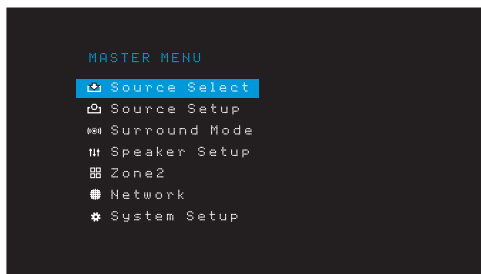 MASTER MENU
Source Select
Source Setup
Surround Mode
Speaker Setup
Zone2
Network
System Setup